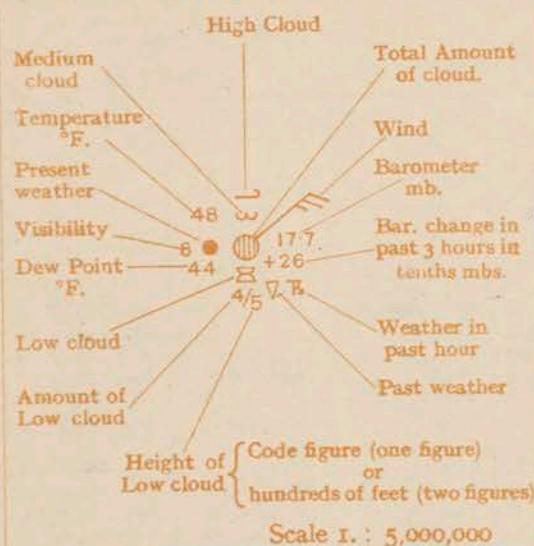 High Cloud
Medium
cloud
Total Amount
of cloud.
Temperature
°F.
Wind
Present
weather
Barometer
mb.
48
Visibility
6
17.7.
Bar. change in
past 3 hours in
tenths mbs.
+26
Dew Point
°F.
44
4/5
Low cloud
Weather in
past hour
Past weather
Amount of
Low cloud
Height of
Low cloud
Code figure (one figure)
or
hundreds of feet (two figures)
Scale 1. : 5,000,000